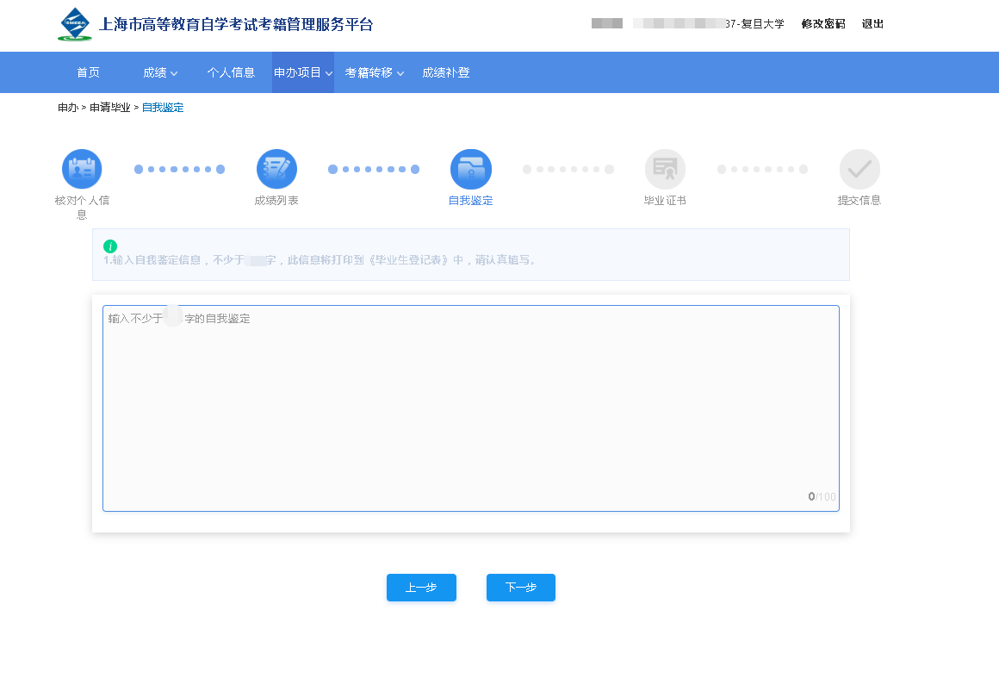 上海市高等教育自学考试考籍管理服务平台
37-复旦大学 修改密码 退出
首页 成绩 个人信息 申办项目 考籍转移 成绩补登
申办 > 申请毕业 > 自我鉴定
核对个人信息 成绩列表 自我鉴定 毕业证书 提交信息
1.输入自我鉴定信息，不少于 字，此信息将打印到《毕业生登记表》中，请认真填写。
输入不少于 字的自我鉴定
0/100
上一步 下一步